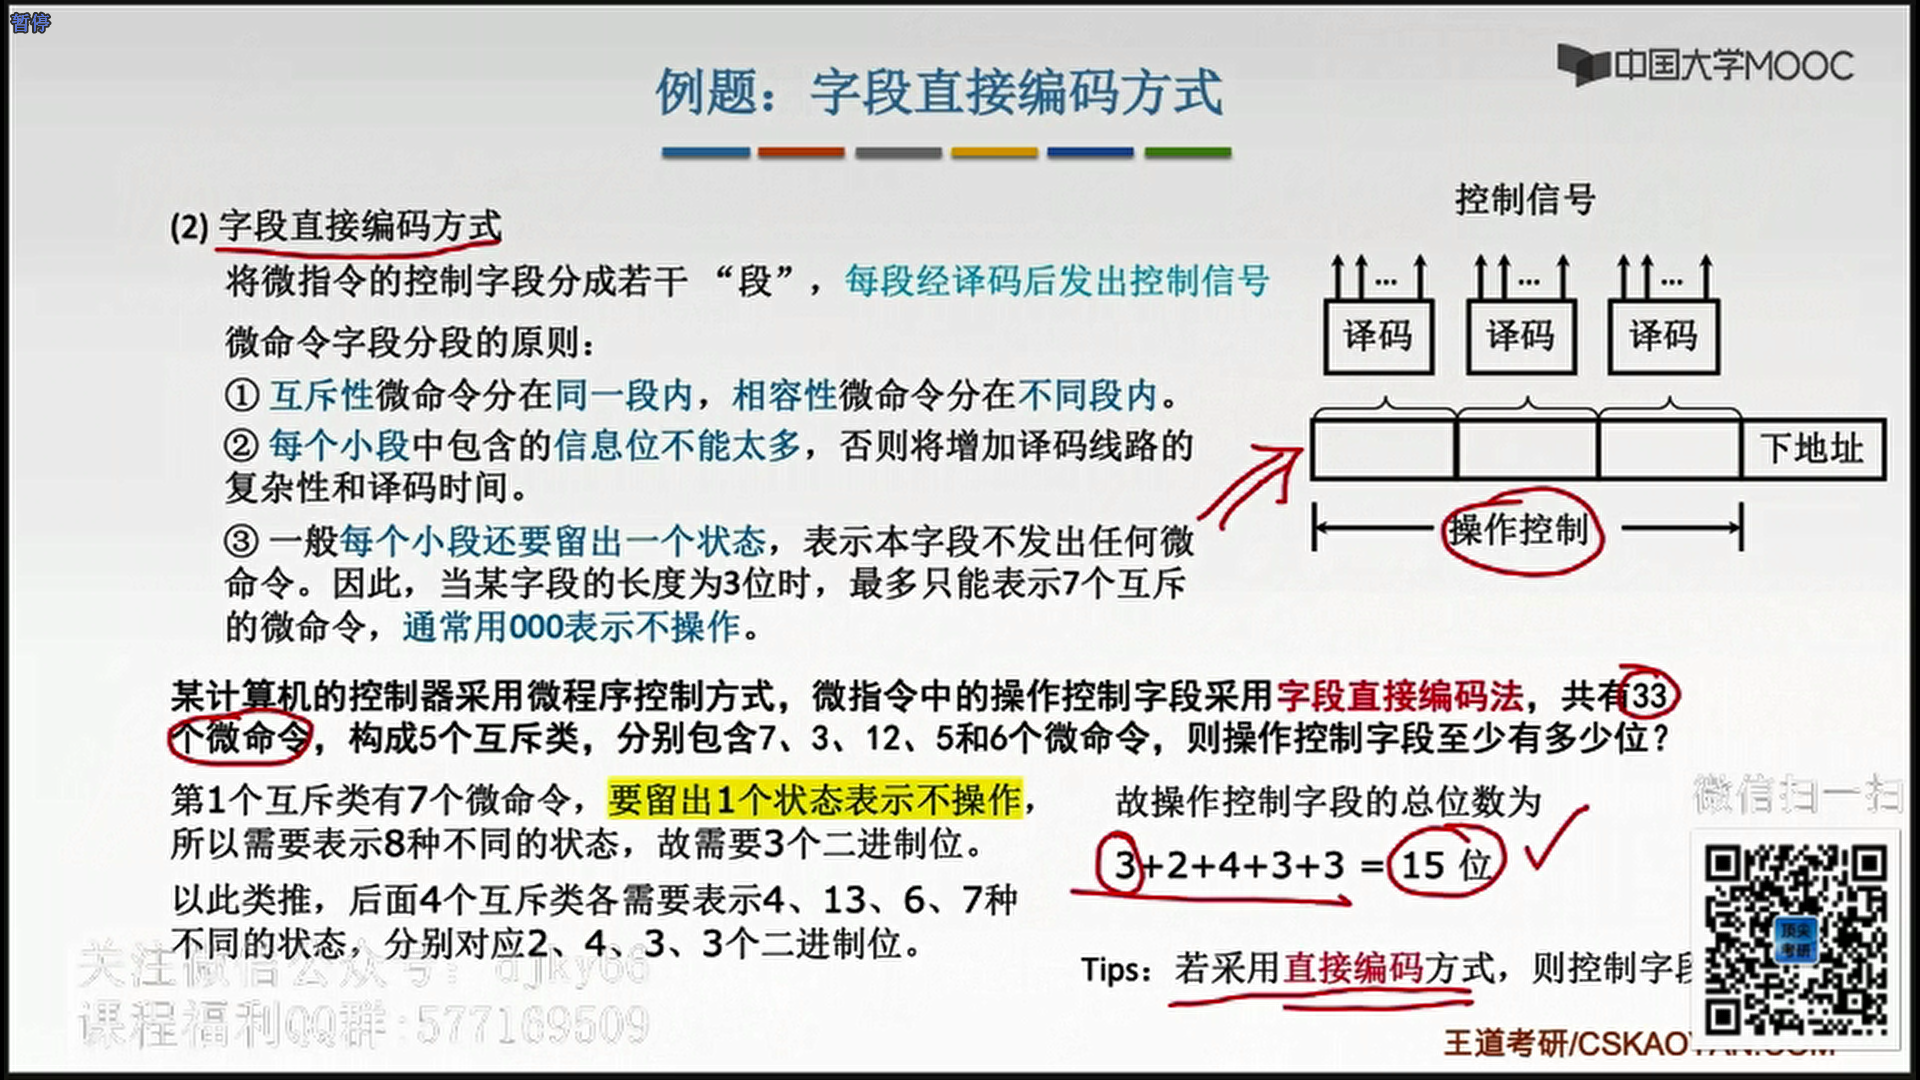 暂停
中国大学MOOC
例题：字段直接编码方式
控制信号
(2) 字段直接编码方式
将微指令的控制字段分成若干 “段”，每段经译码后发出控制信号
… … …
译码 译码 译码
微命令字段分段的原则：
① 互斥性微命令分在同一段内，相容性微命令分在不同段内。
② 每个小段中包含的信息位不能太多，否则将增加译码线路的
复杂性和译码时间。
下地址
③ 一般每个小段还要留出一个状态，表示本字段不发出任何微
命令。因此，当某字段的长度为3位时，最多只能表示7个互斥
的微命令，通常用000表示不操作。
操作控制
某计算机的控制器采用微程序控制方式，微指令中的操作控制字段采用字段直接编码法，共有33
个微命令，构成5个互斥类，分别包含7、3、12、5和6个微命令，则操作控制字段至少有多少位？
第1个互斥类有7个微命令，要留出1个状态表示不操作，
所以需要表示8种不同的状态，故需要3个二进制位。
以此类推，后面4个互斥类各需要表示4、13、6、7种
不同的状态，分别对应2、4、3、3个二进制位。
故操作控制字段的总位数为
3+2+4+3+3 = 15 位
Tips：若采用直接编码方式，则控制字段
微信扫一扫
顶尖
考研
关注微信公众号：djky66
课程福利QQ群:577169509
王道考研/CSKAOYAN.COM